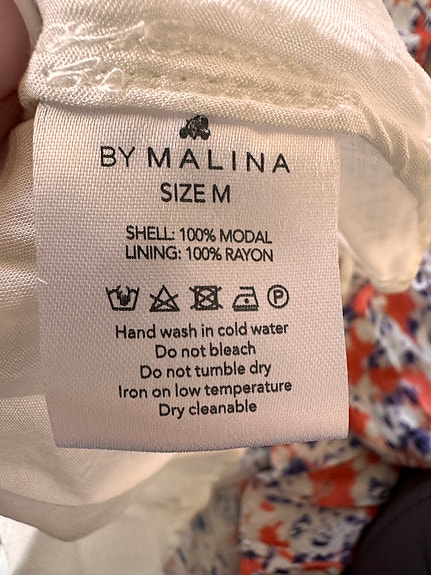 BY MALINA
SIZE M
SHELL: 100% MODAL
LINING: 100% RAYON
P
Hand wash in cold water
Do not bleach
Do not tumble dry
Iron on low temperature
Dry cleanable